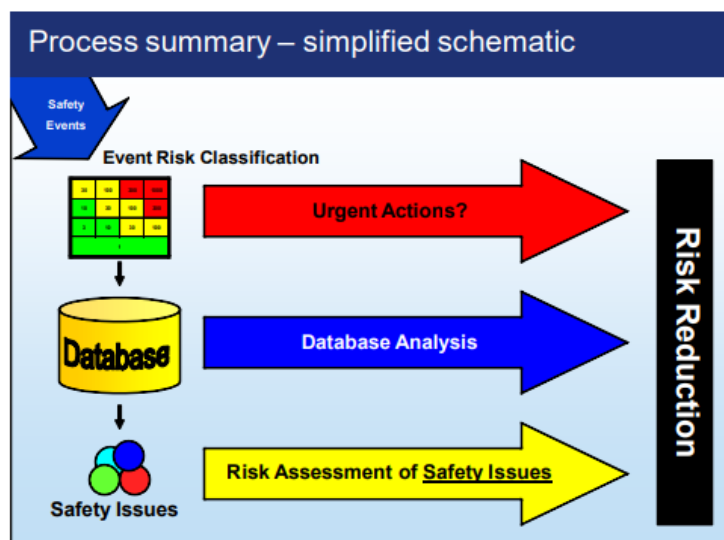 Process summary – simplified schematic
Safety
Events
Event Risk Classification
Urgent Actions?
Database
Database Analysis
Risk Assessment of Safety Issues
Safety Issues
Risk Reduction